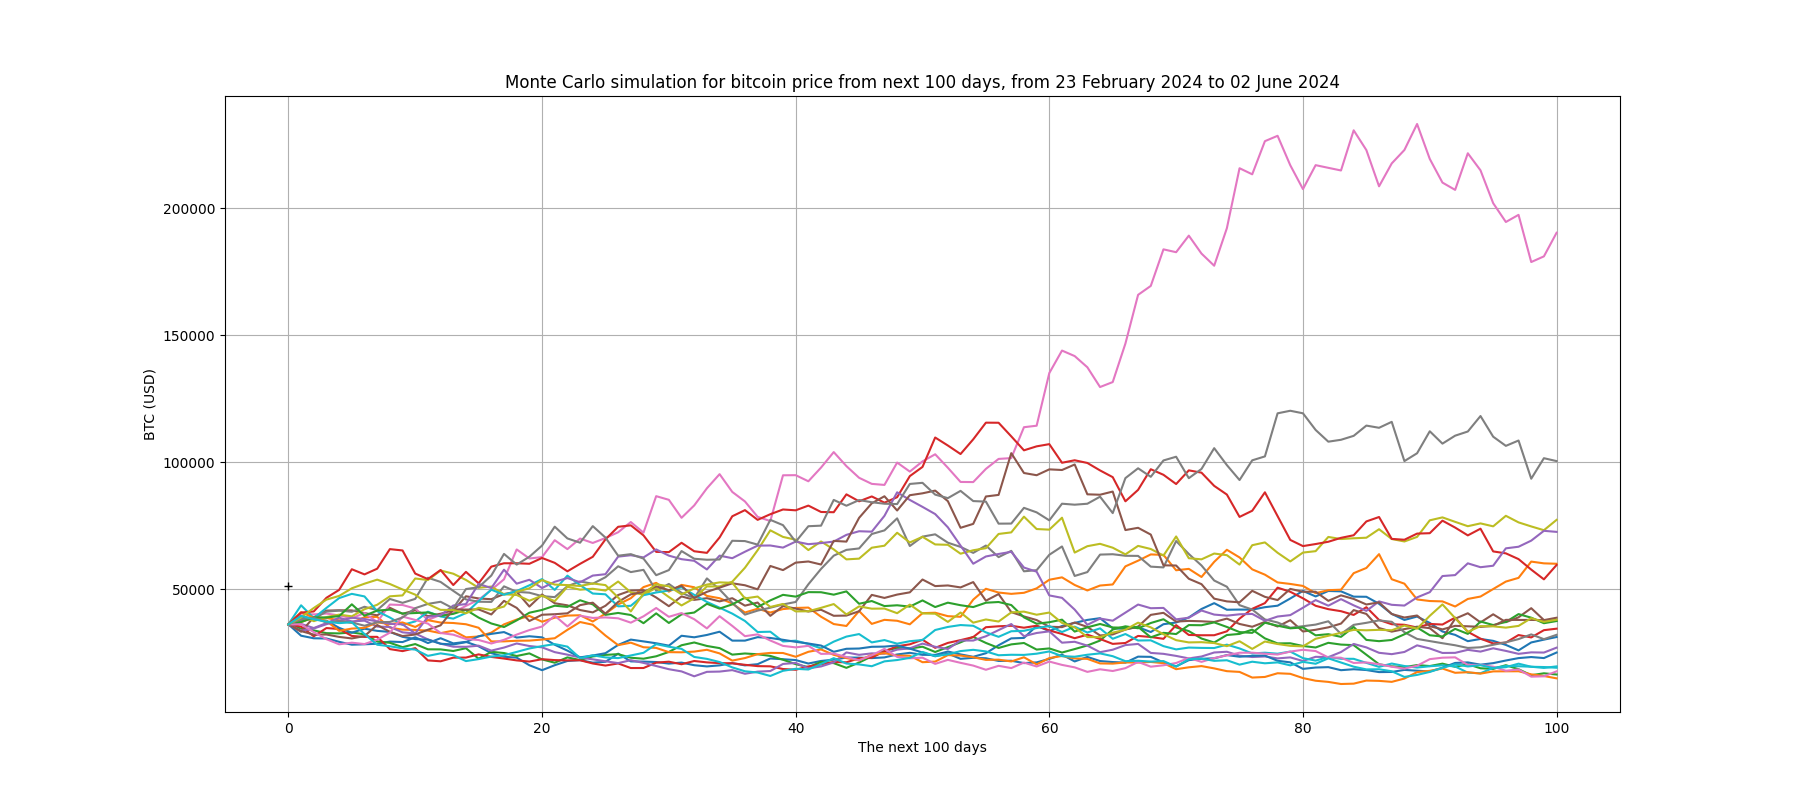 Monte Carlo simulation for bitcoin price from next 100 days, from 23 February 2024 to 02 June 2024
200000
150000
100000
50000
BTC (USD)
0 20 40 60 80 100
The next 100 days